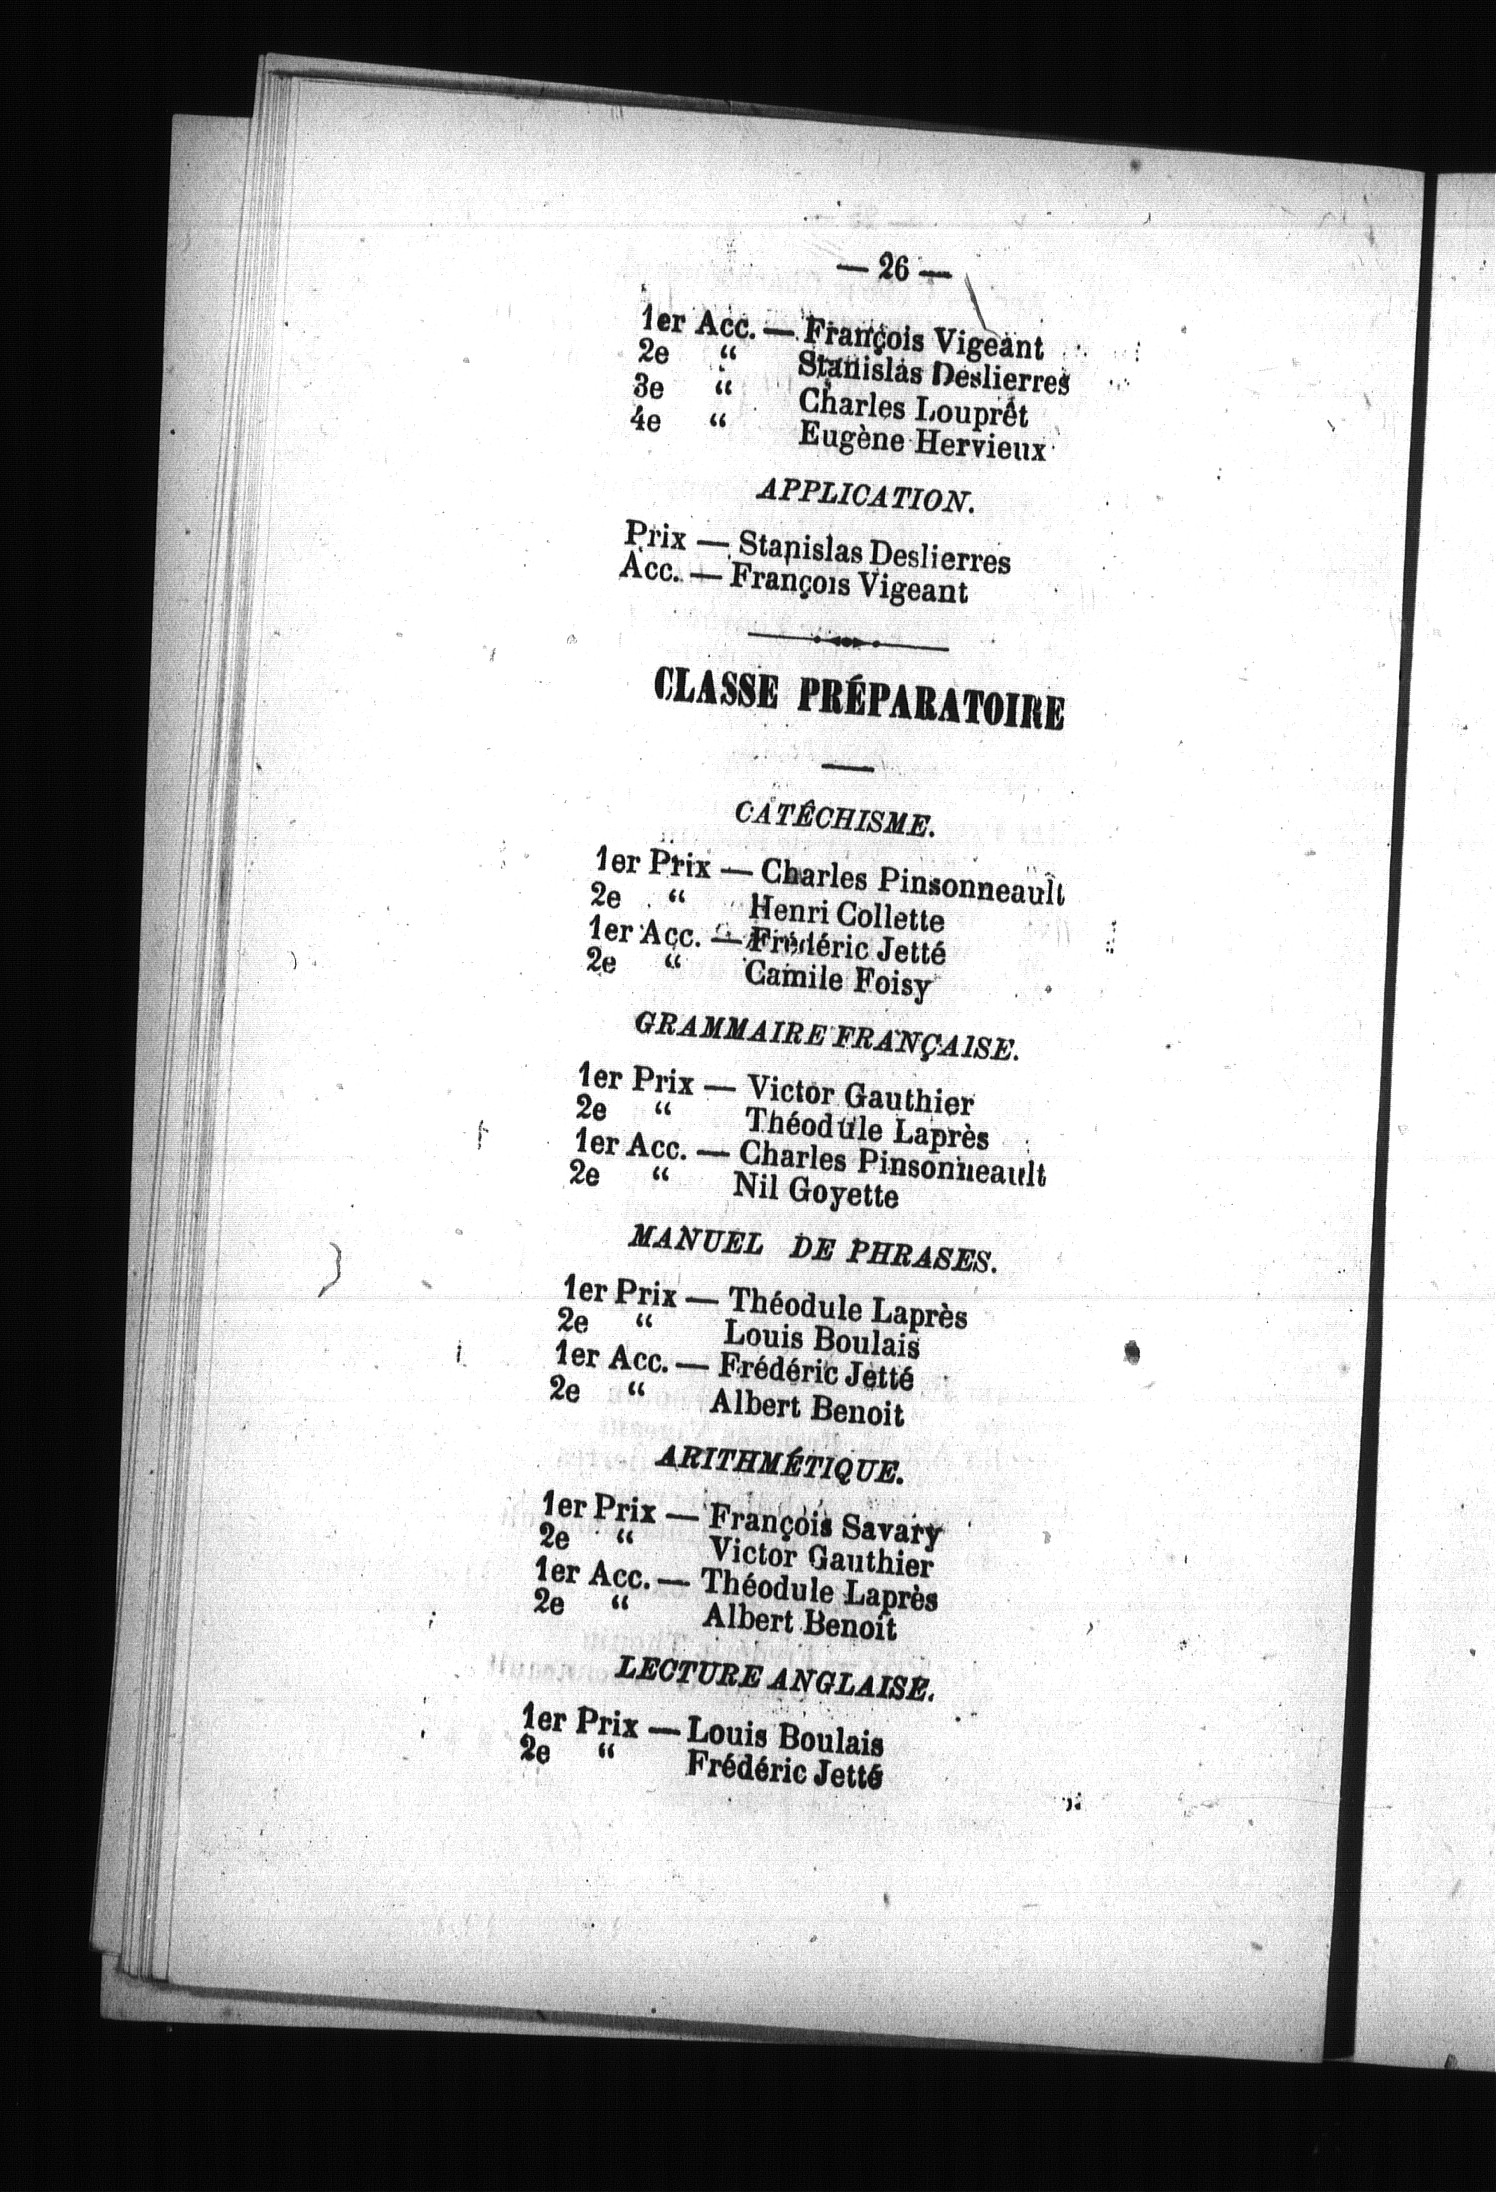 — 26 —
1er Acc. — François Vigeant
2e “ Stanislas Deslierres
3e “ Charles Louprêt
4e “ Eugène Hervieux
APPLICATION.
Prix — Stanislas Deslierres
Acc. — François Vigeant
CLASSE PRÉPARATOIRE
CATÊCHISME.
1er Prix — Charles Pinsonneault
2e “ Henri Collette
1er Acc. — Frédéric Jetté
2e “ Camile Foisy
GRAMMAIRE FRANÇAISE.
1er Prix — Victor Gauthier
2e “ Théodule Laprès
1er Acc. — Charles Pinsonneault
2e “ Nil Goyette
MANUEL DE PHRASES.
1er Prix — Théodule Laprès
2e “ Louis Boulais
1er Acc. — Frédéric Jetté
2e “ Albert Benoit
ARITHMÉTIQUE.
1er Prix — François Savary
2e “ Victor Gauthier
1er Acc. — Théodule Laprès
2e “ Albert Benoit
LECTURE ANGLAISE.
1er Prix — Louis Boulais
2e “ Frédéric Jetté